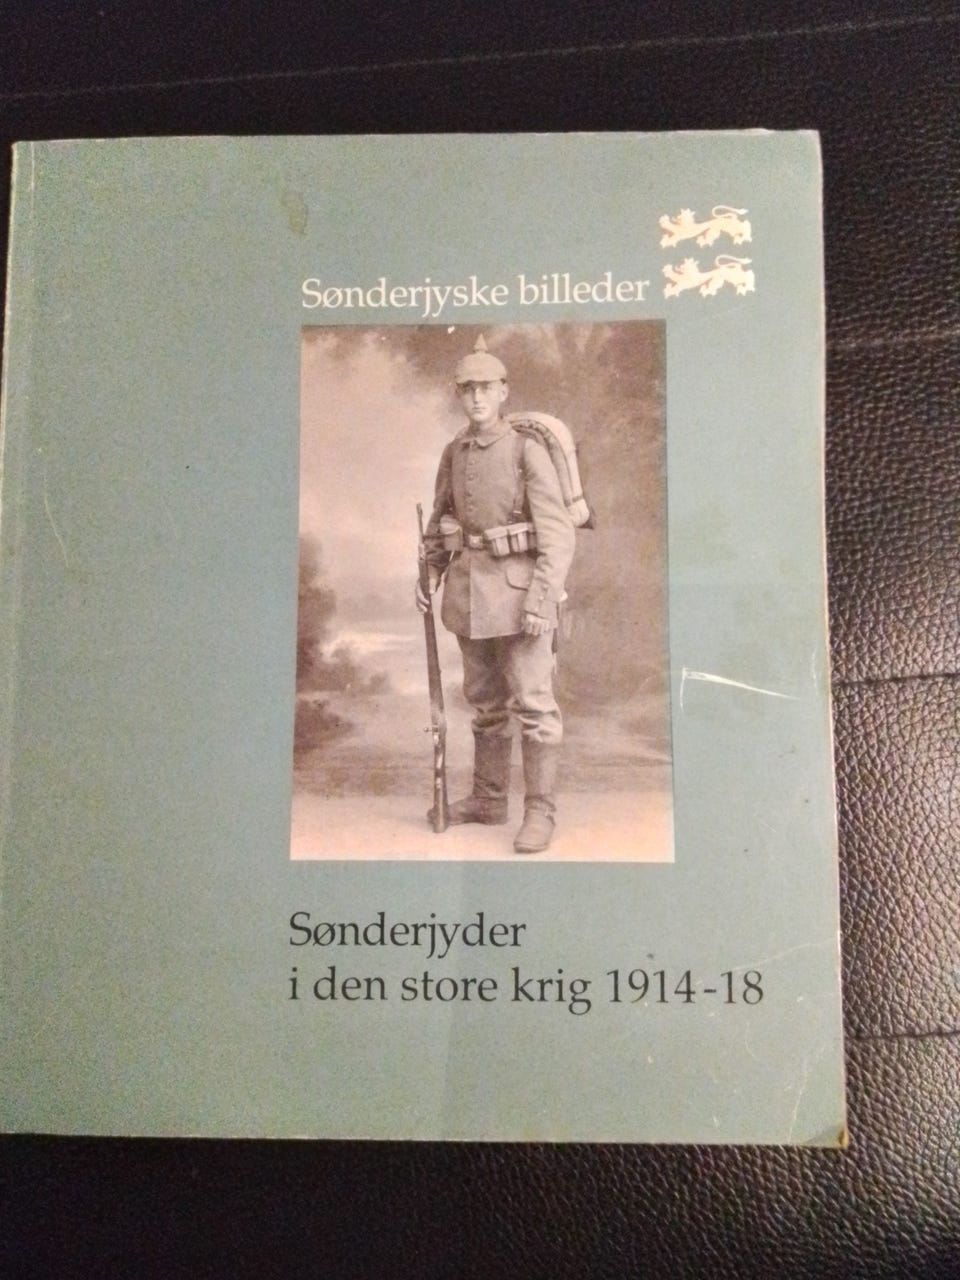 Sønderjyske billeder
Sønderjyder
i den store krig 1914-18